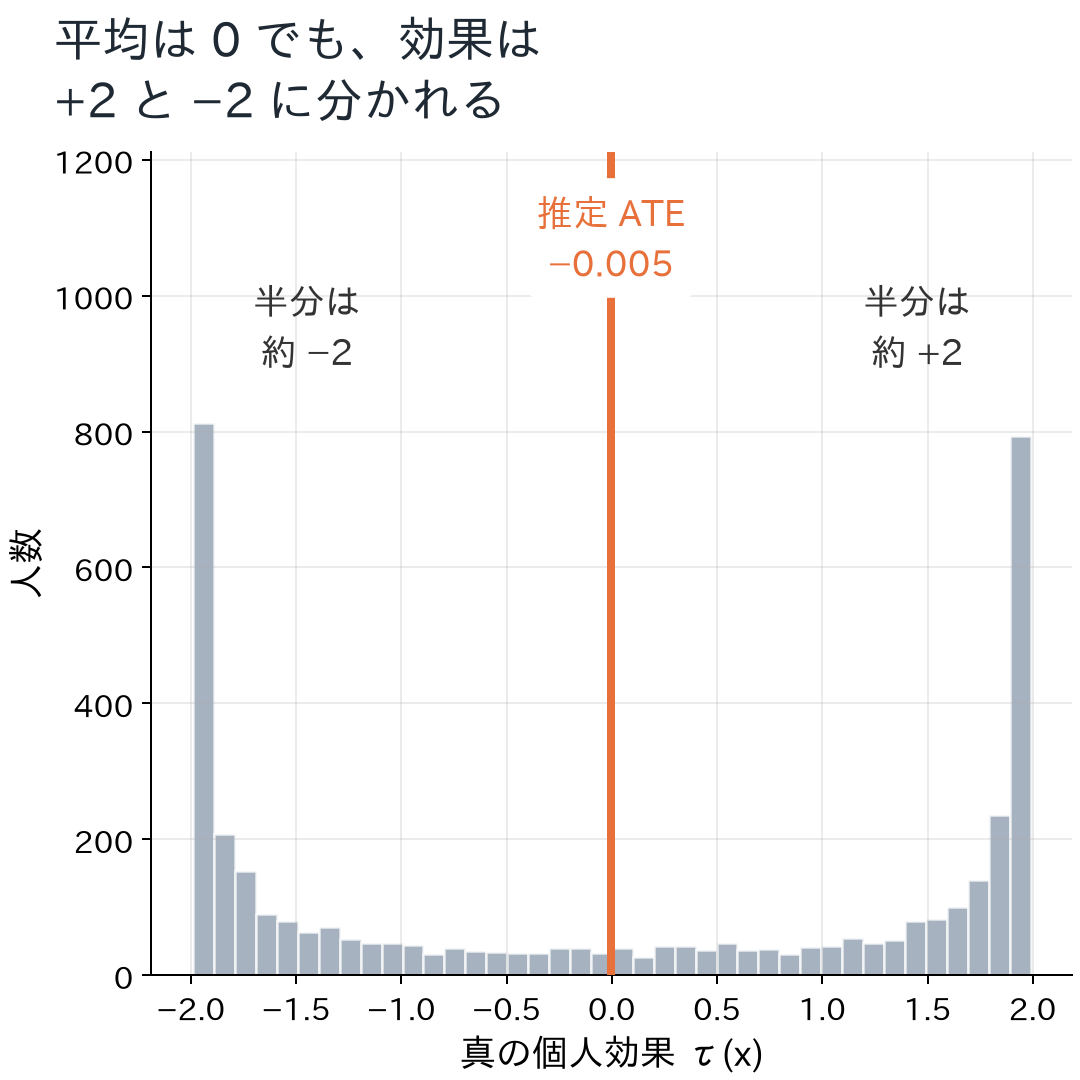 平均は 0 でも、効果は
+2 と −2 に分かれる
推定 ATE
−0.005
半分は
約 −2
半分は
約 +2
人数
1200
1000
800
600
400
200
0
−2.0
−1.5
−1.0
−0.5
0.0
0.5
1.0
1.5
2.0
真の個人効果 τ(x)